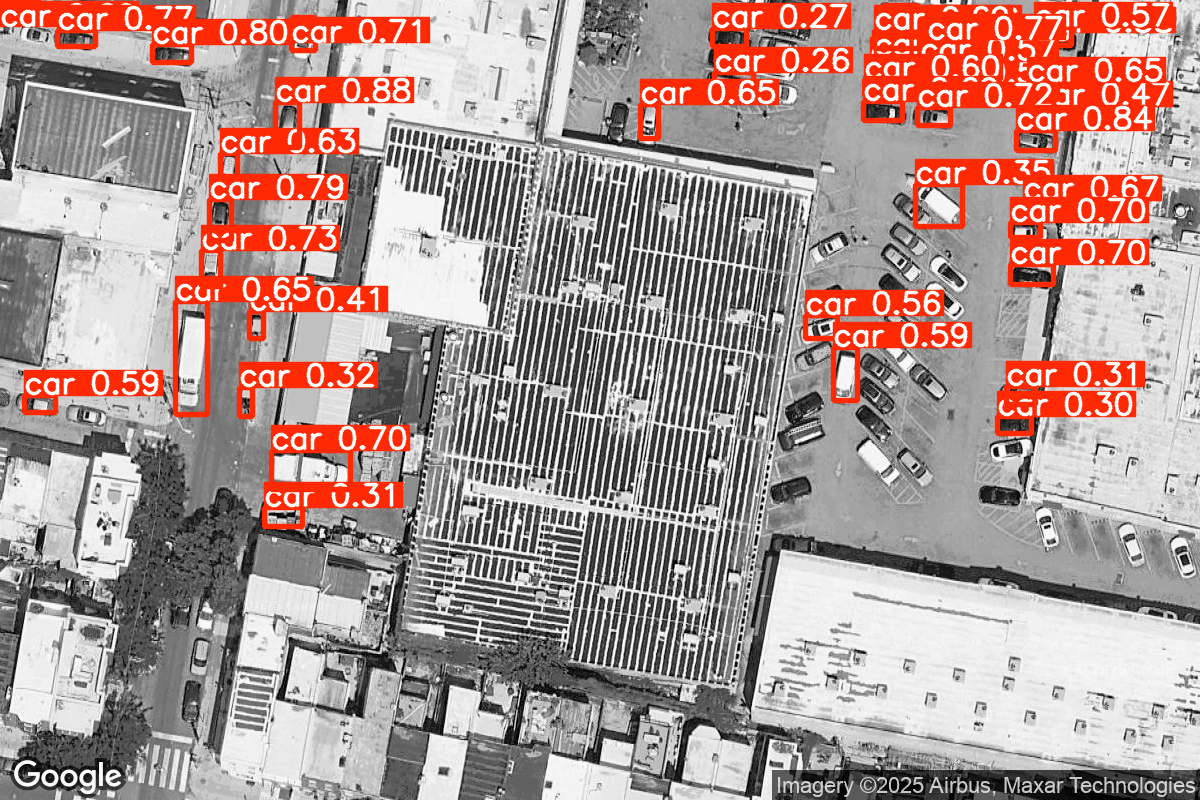 car 0.77
car 0.80
car 0.71
car 0.27
car 0.77
car 0.57
car 0.26
car 0.60
car 0.65
car 0.88
car 0.65
car
car 0.72
car 0.47
car 0.84
car 0.63
car 0.79
car 0.35
car 0.67
car 0.70
car 0.73
car 0.70
car 0.65
car 0.41
car 0.56
car 0.59
car 0.59
car 0.32
car 0.31
car 0.30
car 0.70
car 0.31
Google
Imagery ©2025 Airbus, Maxar Technologies